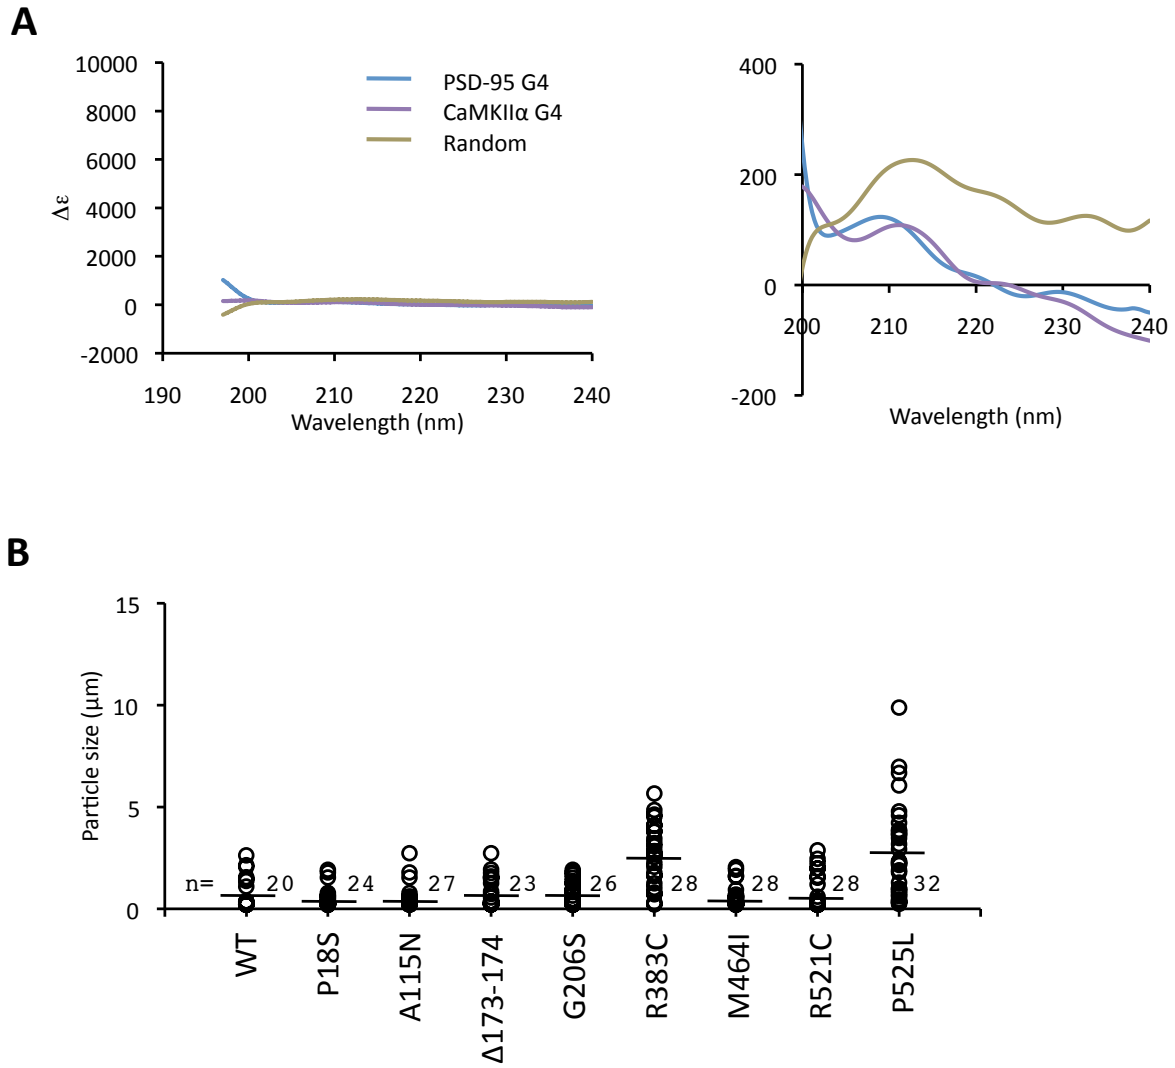 A
10000
8000
6000
4000
2000
0
-2000
Δε
190 200 210 220 230 240
Wavelength (nm)
PSD-95 G4
CaMKIIα G4
Random
400
200
0
-200
200 210 220 230 240
Wavelength (nm)
B
15
10
5
0
Particle size (μm)
n= 20 24 27 23 26 28 28 28 32
WT
P18S
A115N
Δ173-174
G206S
R383C
M464I
R521C
P525L